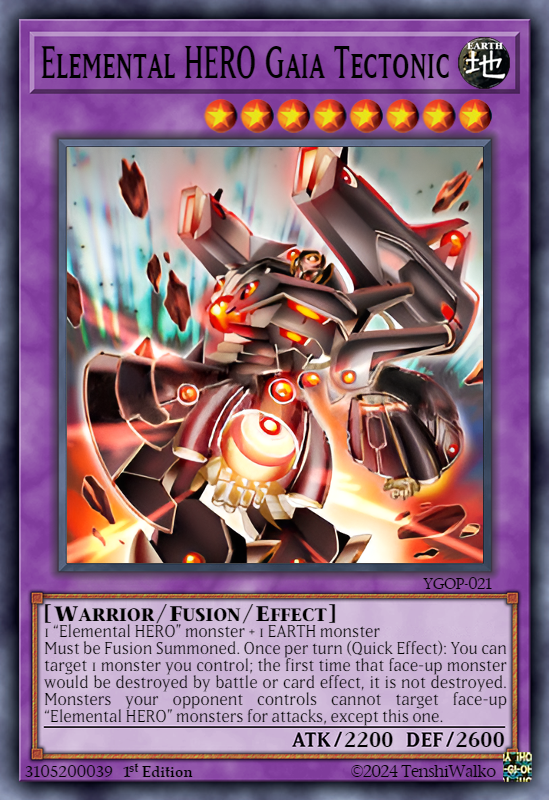 Elemental HERO Gaia Tectonic
EARTH
地
YGOP-021
[Warrior/Fusion/Effect]
1 “Elemental HERO” monster + 1 EARTH monster
Must be Fusion Summoned. Once per turn (Quick Effect): You can
target 1 monster you control; the first time that face-up monster
would be destroyed by battle or card effect, it is not destroyed.
Monsters your opponent controls cannot target face-up
“Elemental HERO” monsters for attacks, except this one.
ATK/2200 DEF/2600
3105200039 1st Edition ©2024 TenshiWalko